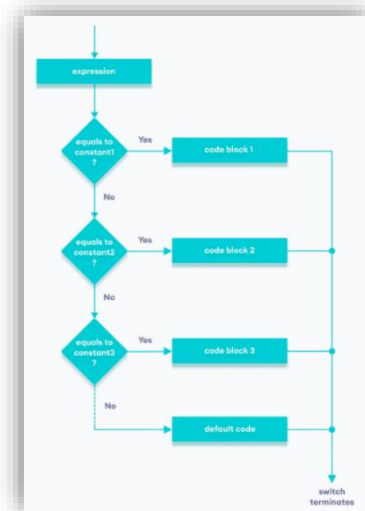 expression
equals to
constant1
?
Yes
code block 1
No
equals to
constant2
?
Yes
code block 2
No
equals to
constant3
?
Yes
code block 3
No
default code
switch
terminates